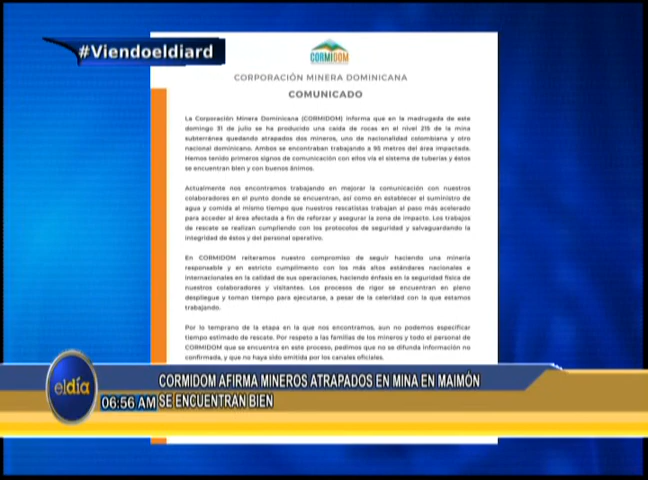 #Viendoeldiard
CORMIDOM
CORPORACIÓN MINERA DOMINICANA
COMUNICADO
La Corporación Minera Dominicana (CORMIDOM) informa que en la madrugada de este
domingo 31 de julio se ha producido una caída de rocas en el nivel 215 de la mina
subterránea quedando atrapados dos mineros, uno de nacionalidad colombiana y otro
nacional dominicano. Ambos se encontraban trabajando a 95 metros del área impactada.
Hemos tenido primeros signos de comunicación con ellos vía el sistema de tuberías y éstos
se encuentran bien y con buenos ánimos.
Actualmente nos encontramos trabajando en mejorar la comunicación con nuestros
colaboradores en el punto donde se encuentran, así como en establecer el suministro de
agua y comida al mismo tiempo que nuestros rescatistas trabajan al paso más acelerado
para acceder al área afectada a fin de reforzar y asegurar la zona de impacto. Los trabajos
de rescate se realizan cumpliendo con los protocolos de seguridad y salvaguardando la
integridad de éstos y del personal operativo.
En CORMIDOM reiteramos nuestro compromiso de seguir haciendo una minería
responsable y en estricto cumplimiento con los más altos estándares nacionales e
internacionales en la calidad de sus operaciones, haciendo énfasis en la seguridad física de
nuestros colaboradores y visitantes. Los procesos de rigor se encuentran en pleno
despliegue y toman tiempo para ejecutarse, a pesar de la celeridad con la que estamos
trabajando.
Por lo temprano de la etapa en la que nos encontramos, aun no podemos especificar
tiempo estimado de rescate. Por respeto a las familias de los mineros y todo el personal de
CORMIDOM que se encuentra en este proceso, pedimos que no se difunda información no
confirmada, y que no haya sido emitida por los canales oficiales.
el día
CORMIDOM AFIRMA MINEROS ATRAPADOS EN MINA EN MAIMÓN
06:56 AM SE ENCUENTRAN BIEN